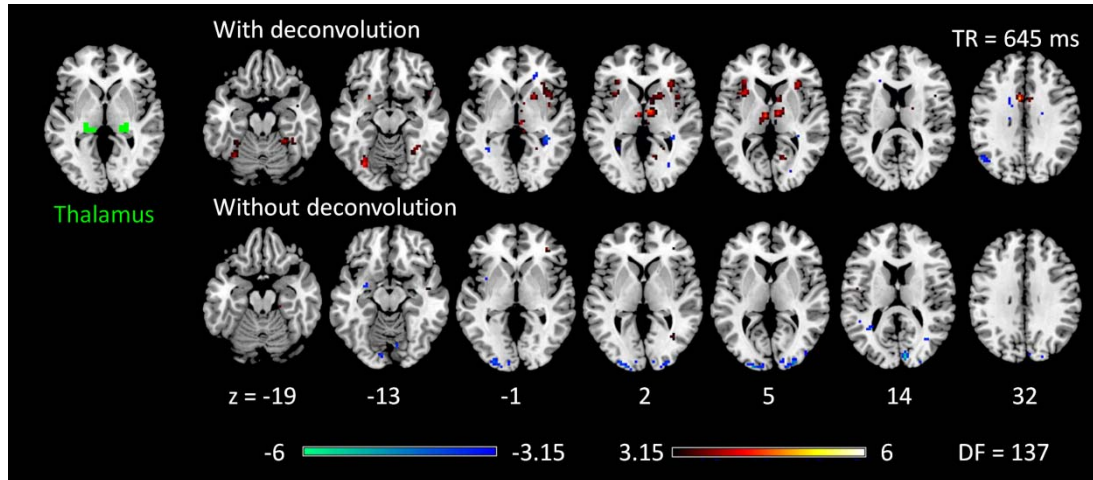 With deconvolution
TR = 645 ms
Thalamus
Without deconvolution
z = -19 -13 -1 2 5 14 32
-6 -3.15 3.15 6 DF = 137